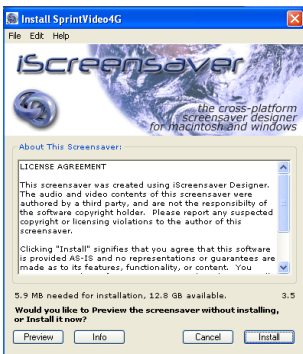 Install SprintVideo4G
File Edit Help
iScreensaver
the cross-platform
screensaver designer
for macintosh and windows
About This Screensaver:
LICENSE AGREEMENT
This screensaver was created using iScreensaver Designer.
The audio and video contents of this screensaver were
authored by a third party, and are not the responsibilty of
the software copyright holder. Please report any suspected
copyright or licensing violations to the author of this
screensaver.
Clicking "Install" signifies that you agree that this software
is provided AS-IS and no representations or guarantees are
made as to its features, functionality, or content. You
5.9 MB needed for installation, 12.8 GB available. 3.5
Would you like to Preview the screensaver without installing,
or Install it now?
Preview Info Cancel Install